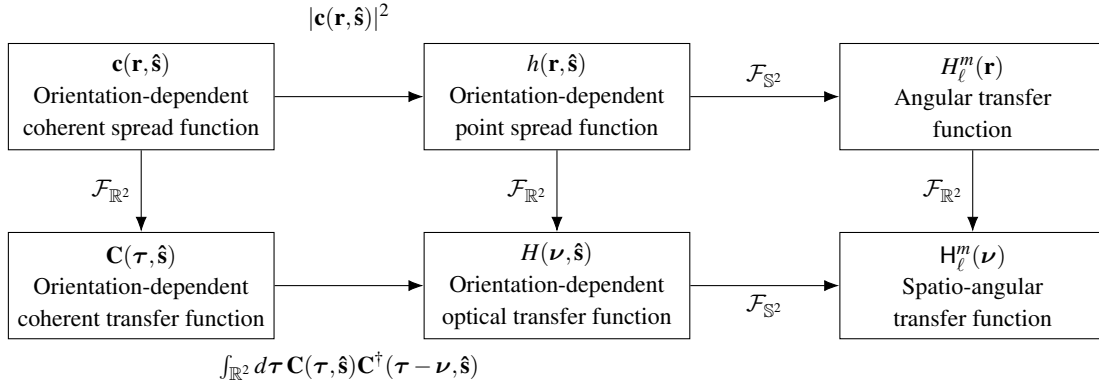 |𝐜(𝐫,𝐬̂)|²
𝐜(𝐫,𝐬̂)
Orientation-dependent
coherent spread function
h(𝐫,𝐬̂)
Orientation-dependent
point spread function
ℱ_𝕊²
H_ℓ^m(𝐫)
Angular transfer
function
ℱ_ℝ²
ℱ_ℝ²
ℱ_ℝ²
𝐂(𝝉,𝐬̂)
Orientation-dependent
coherent transfer function
H(𝝂,𝐬̂)
Orientation-dependent
optical transfer function
ℱ_𝕊²
𝖧_ℓ^m(𝝂)
Spatio-angular
transfer function
∫_ℝ² d𝝉 𝐂(𝝉,𝐬̂)𝐂†(𝝉 − 𝝂,𝐬̂)